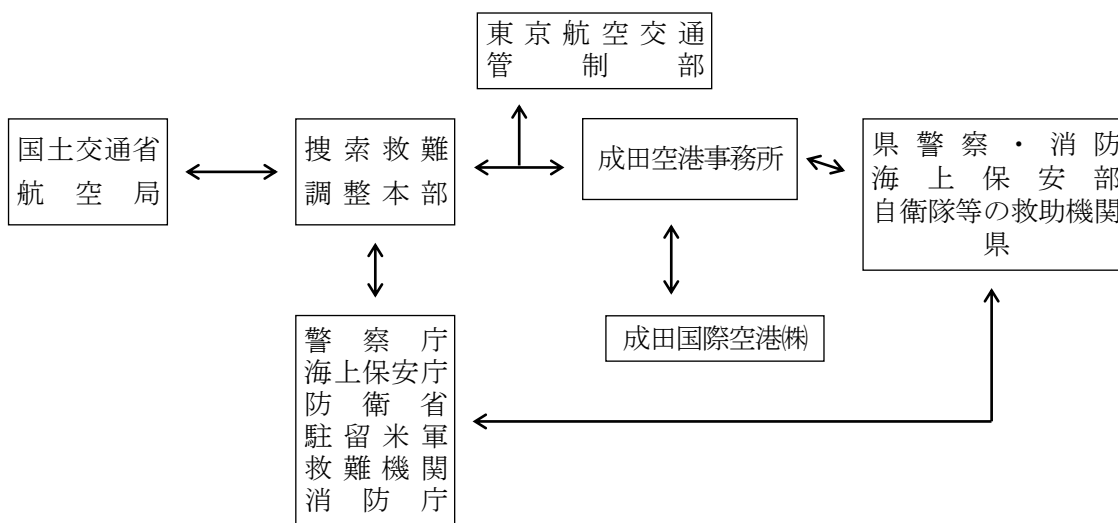 東京航空交通
管制部
国土交通省
航空局
捜索救難
調整本部
成田空港事務所
県警察・消防
海上保安部
自衛隊等の救助機関
県
警察庁
海上保安庁
防衛省
駐留米軍
救難機関
消防庁
成田国際空港㈱